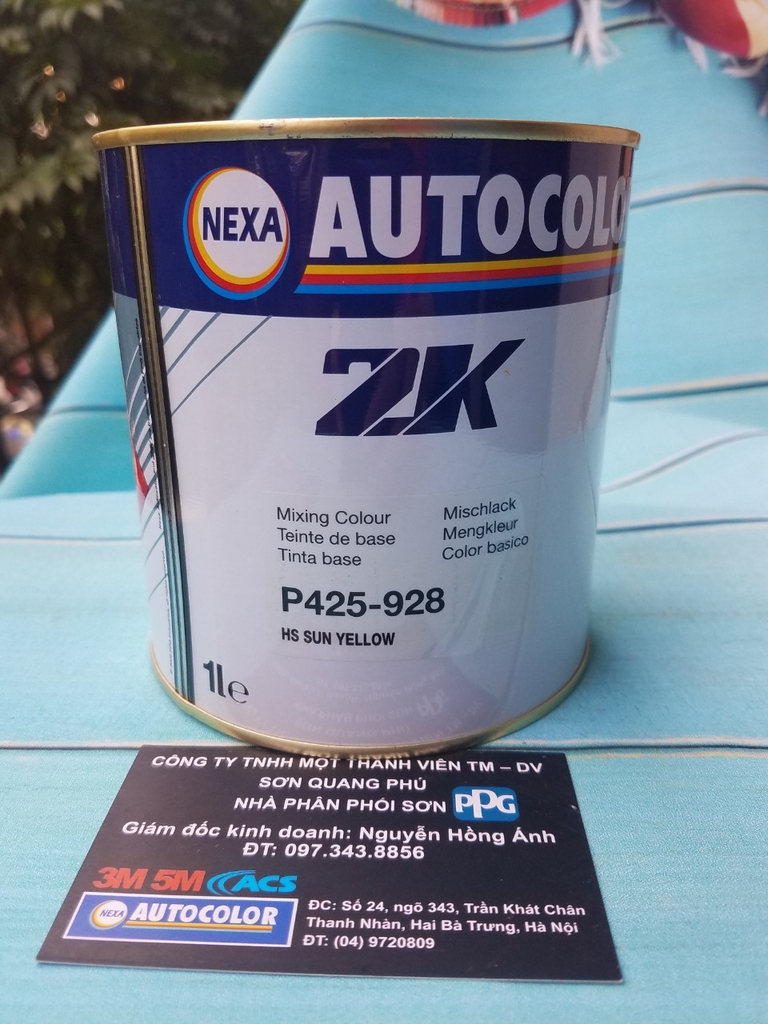 NEXA AUTOCOLO
2K
Mixing Colour
Teinte de base
Tinta base
Mischlack
Mengkleur
Color basico
P425-928
HS SUN YELLOW
1le
CÔNG TY TNHH MỘT THÀNH VIÊN TM – DV
SƠN QUANG PHÚ
NHÀ PHÂN PHỐI SƠN PPG
Giám đốc kinh doanh: Nguyễn Hồng Ánh
ĐT: 097.343.8856
3M 5M ACS
NEXA AUTOCOLOR
ĐC: Số 24, ngõ 343, Trần Khát Chân
Thanh Nhàn, Hai Bà Trưng, Hà Nội
ĐT: (04) 9720809